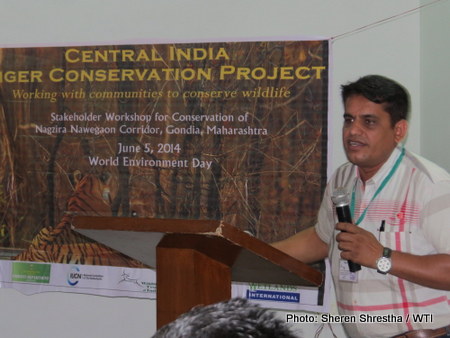 CENTRAL INDIA
IGER CONSERVATION PROJECT
Working with communities to conserve wildlife
Stakeholder Workshop for Conservation of
Nagzira Nawegaon Corridor, Gondia, Maharashtra
June 5, 2014
World Environment Day
IUCN
INTERNATIONAL
Photo: Sheren Shrestha / WTI